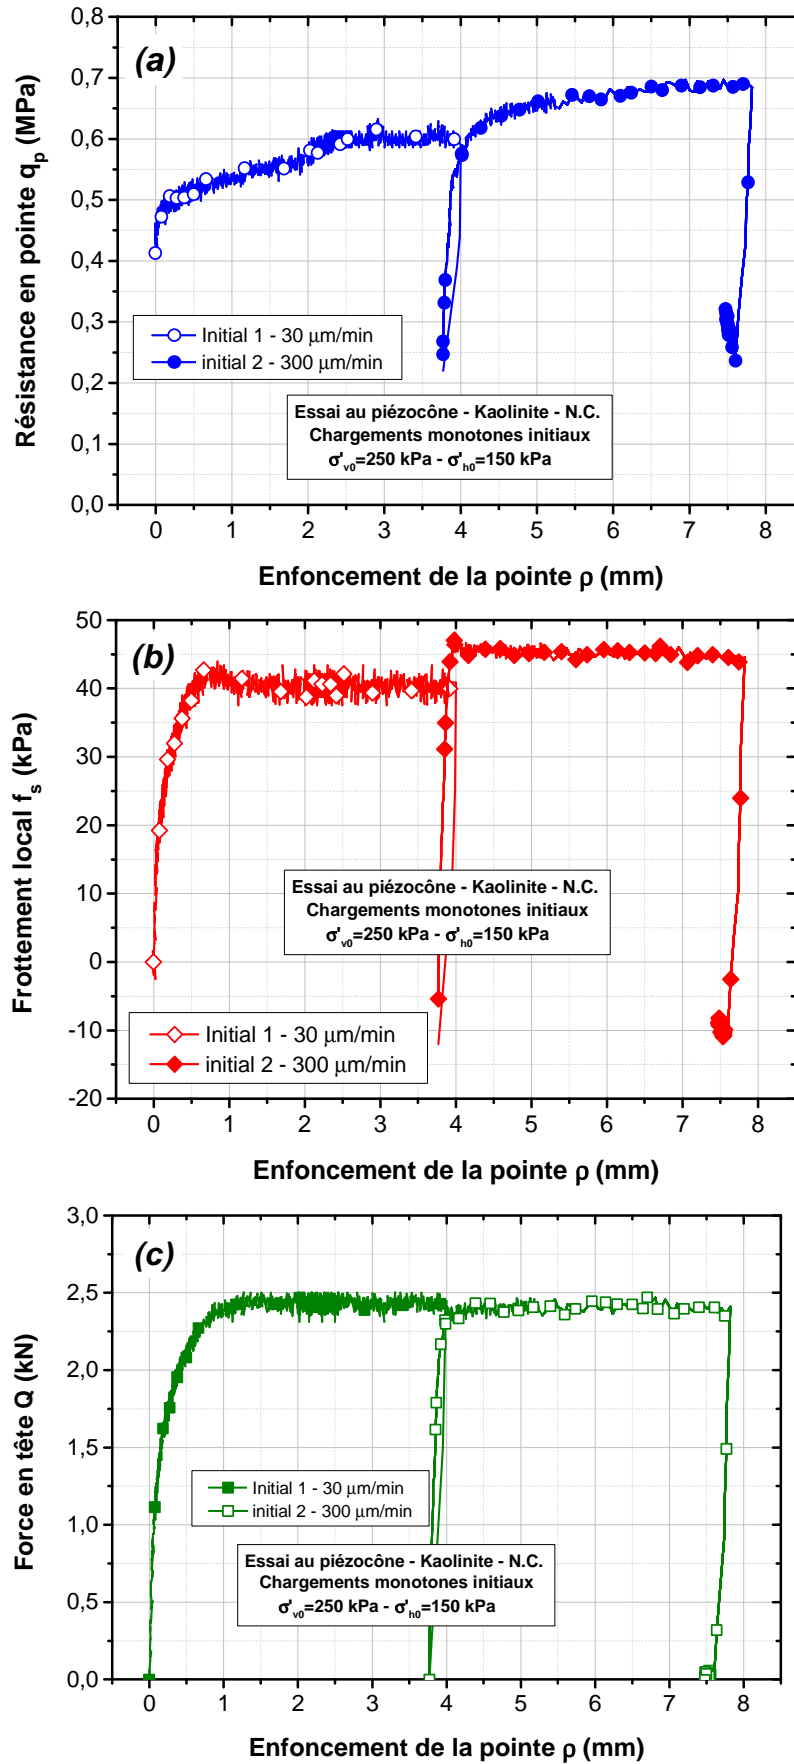 (a)
Résistance en pointe qp (MPa)
0,8
0,7
0,6
0,5
0,4
0,3
0,2
0,1
0,0
Initial 1 - 30 μm/min
initial 2 - 300 μm/min
Essai au piézocône - Kaolinite - N.C.
Chargements monotones initiaux
σ'v0=250 kPa - σ'h0=150 kPa
0 1 2 3 4 5 6 7 8
Enfoncement de la pointe ρ (mm)
(b)
Frottement local fs (kPa)
50
40
30
20
10
0
-10
-20
Essai au piézocône - Kaolinite - N.C.
Chargements monotones initiaux
σ'v0=250 kPa - σ'h0=150 kPa
Initial 1 - 30 μm/min
initial 2 - 300 μm/min
0 1 2 3 4 5 6 7 8
Enfoncement de la pointe ρ (mm)
(c)
Force en tête Q (kN)
3,0
2,5
2,0
1,5
1,0
0,5
0,0
Initial 1 - 30 μm/min
initial 2 - 300 μm/min
Essai au piézocône - Kaolinite - N.C.
Chargements monotones initiaux
σ'v0=250 kPa - σ'h0=150 kPa
0 1 2 3 4 5 6 7 8
Enfoncement de la pointe ρ (mm)